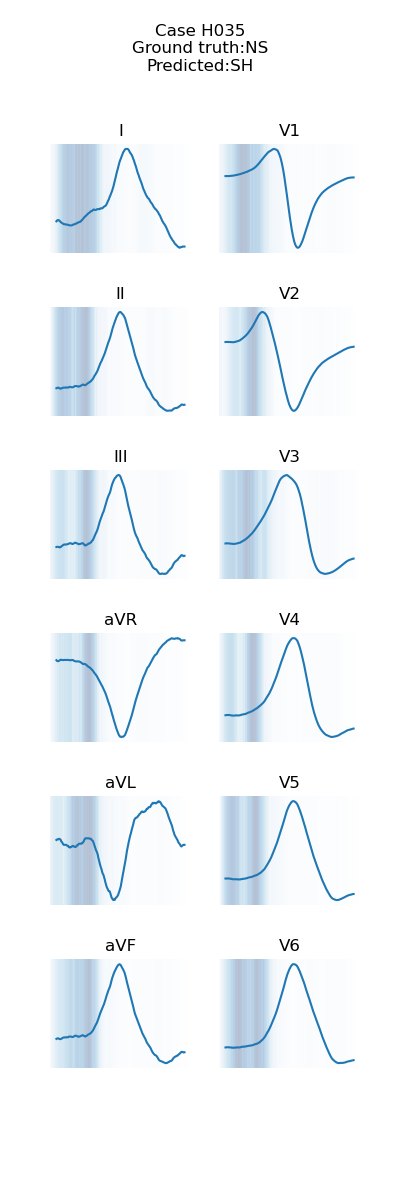 Case H035
Ground truth:NS
Predicted:SH
I
V1
II
V2
III
V3
aVR
V4
aVL
V5
aVF
V6